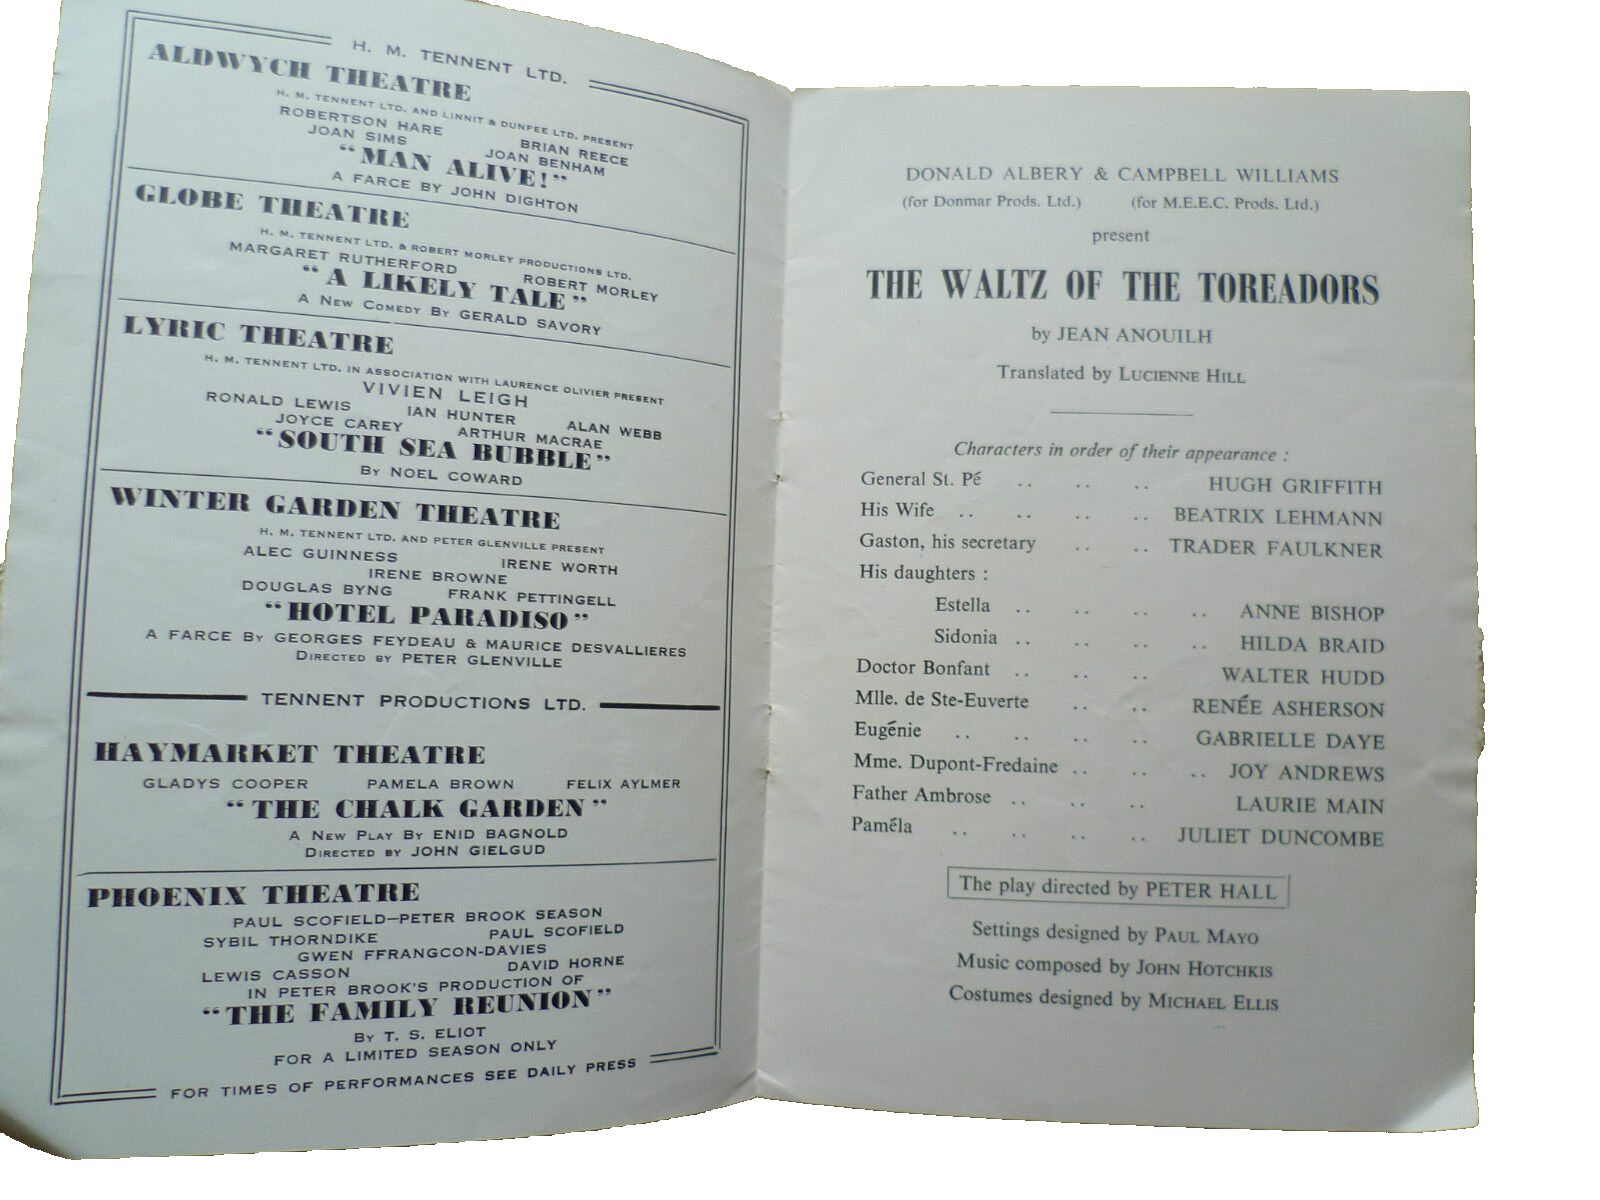 H. M. TENNENT LTD.
ALDWYCH THEATRE
H. M. TENNENT LTD. AND LINNIT & DUNFEE LTD. PRESENT
ROBERTSON HARE BRIAN REECE
JOAN SIMS JOAN BENHAM
“MAN ALIVE!”
A FARCE BY JOHN DIGHTON
GLOBE THEATRE
H. M. TENNENT LTD. & ROBERT MORLEY PRODUCTIONS LTD.
MARGARET RUTHERFORD ROBERT MORLEY
“A LIKELY TALE”
A NEW COMEDY BY GERALD SAVORY
LYRIC THEATRE
H. M. TENNENT LTD. IN ASSOCIATION WITH LAURENCE OLIVIER PRESENT
VIVIEN LEIGH
RONALD LEWIS IAN HUNTER ALAN WEBB
JOYCE CAREY ARTHUR MACRAE
“SOUTH SEA BUBBLE”
BY NOEL COWARD
WINTER GARDEN THEATRE
H. M. TENNENT LTD. AND PETER GLENVILLE PRESENT
ALEC GUINNESS IRENE WORTH
IRENE BROWNE
DOUGLAS BYNG FRANK PETTINGELL
“HOTEL PARADISO”
A FARCE BY GEORGES FEYDEAU & MAURICE DESVALLIERES
DIRECTED BY PETER GLENVILLE
TENNENT PRODUCTIONS LTD.
HAYMARKET THEATRE
GLADYS COOPER PAMELA BROWN FELIX AYLMER
“THE CHALK GARDEN”
A NEW PLAY BY ENID BAGNOLD
DIRECTED BY JOHN GIELGUD
PHOENIX THEATRE
PAUL SCOFIELD—PETER BROOK SEASON
SYBIL THORNDIKE PAUL SCOFIELD
GWEN FFRANGCON-DAVIES
LEWIS CASSON DAVID HORNE
IN PETER BROOK'S PRODUCTION OF
“THE FAMILY REUNION”
BY T. S. ELIOT
FOR A LIMITED SEASON ONLY
FOR TIMES OF PERFORMANCES SEE DAILY PRESS
DONALD ALBERY & CAMPBELL WILLIAMS
(for Donmar Prods. Ltd.) (for M.E.E.C. Prods. Ltd.)
present
THE WALTZ OF THE TOREADORS
by JEAN ANOUILH
Translated by LUCIENNE HILL
Characters in order of their appearance :
General St. Pé .. .. .. HUGH GRIFFITH
His Wife .. .. .. .. BEATRIX LEHMANN
Gaston, his secretary .. .. TRADER FAULKNER
His daughters :
Estella .. .. .. .. ANNE BISHOP
Sidonia .. .. .. .. HILDA BRAID
Doctor Bonfant .. .. .. WALTER HUDD
Mlle. de Ste-Euverte .. .. RENÉE ASHERSON
Eugénie .. .. .. .. GABRIELLE DAYE
Mme. Dupont-Fredaine .. .. .. JOY ANDREWS
Father Ambrose .. .. .. LAURIE MAIN
Paméla .. .. .. .. JULIET DUNCOMBE
The play directed by PETER HALL
Settings designed by PAUL MAYO
Music composed by JOHN HOTCHKIS
Costumes designed by MICHAEL ELLIS